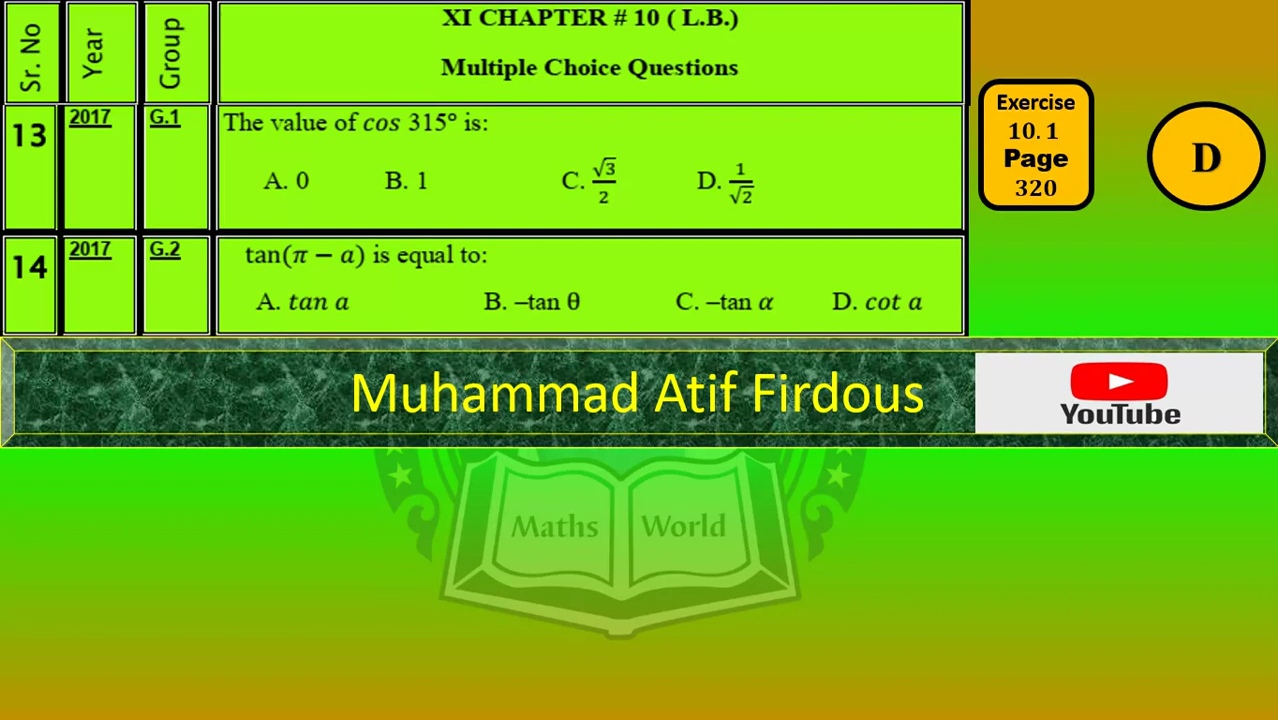 Sr. No
Year
Group
XI CHAPTER # 10 ( L.B.)
Multiple Choice Questions
13
2017
G.1
The value of cos 315° is:
A. 0 B. 1 C. √3/2 D. 1/√2
Exercise
10.1
Page
320
D
14
2017
G.2
tan(π − a) is equal to:
A. tan a B. –tan θ C. –tan α D. cot a
Muhammad Atif Firdous
YouTube
Maths World